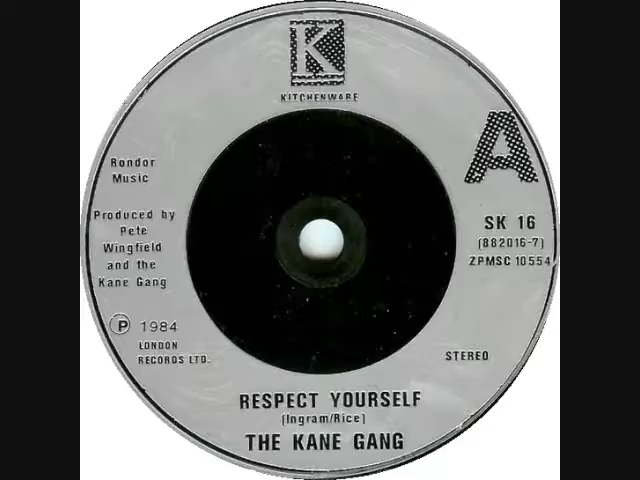 K
KITCHENWARE
A
Rondor
Music
Produced by
Pete
Wingfield
and the
Kane Gang
SK 16
(882016-7)
ZPMSC 10554
Ⓟ 1984
LONDON
RECORDS LTD.
STEREO
RESPECT YOURSELF
(Ingram/Rice)
THE KANE GANG